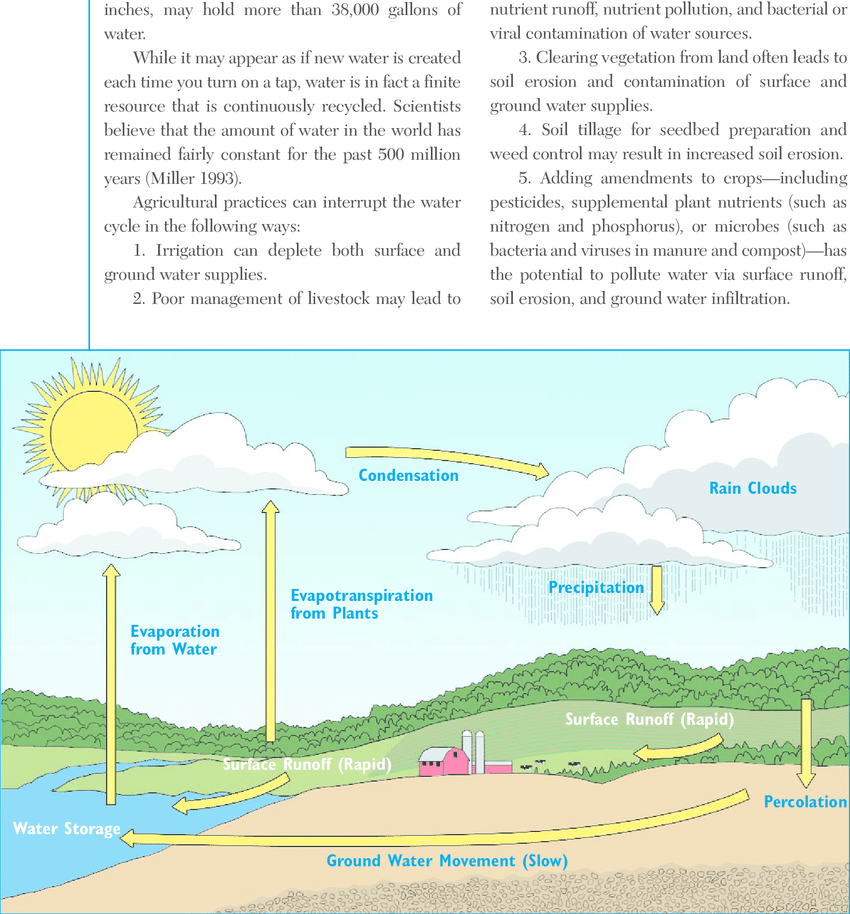 inches, may hold more than 38,000 gallons of
water.
While it may appear as if new water is created
each time you turn on a tap, water is in fact a finite
resource that is continuously recycled. Scientists
believe that the amount of water in the world has
remained fairly constant for the past 500 million
years (Miller 1993).
Agricultural practices can interrupt the water
cycle in the following ways:
1. Irrigation can deplete both surface and
ground water supplies.
2. Poor management of livestock may lead to
nutrient runoff, nutrient pollution, and bacterial or
viral contamination of water sources.
3. Clearing vegetation from land often leads to
soil erosion and contamination of surface and
ground water supplies.
4. Soil tillage for seedbed preparation and
weed control may result in increased soil erosion.
5. Adding amendments to crops—including
pesticides, supplemental plant nutrients (such as
nitrogen and phosphorus), or microbes (such as
bacteria and viruses in manure and compost)—has
the potential to pollute water via surface runoff,
soil erosion, and ground water infiltration.
Condensation
Rain Clouds
Precipitation
Evapotranspiration
from Plants
Evaporation
from Water
Surface Runoff (Rapid)
Surface Runoff (Rapid)
Percolation
Water Storage
Ground Water Movement (Slow)